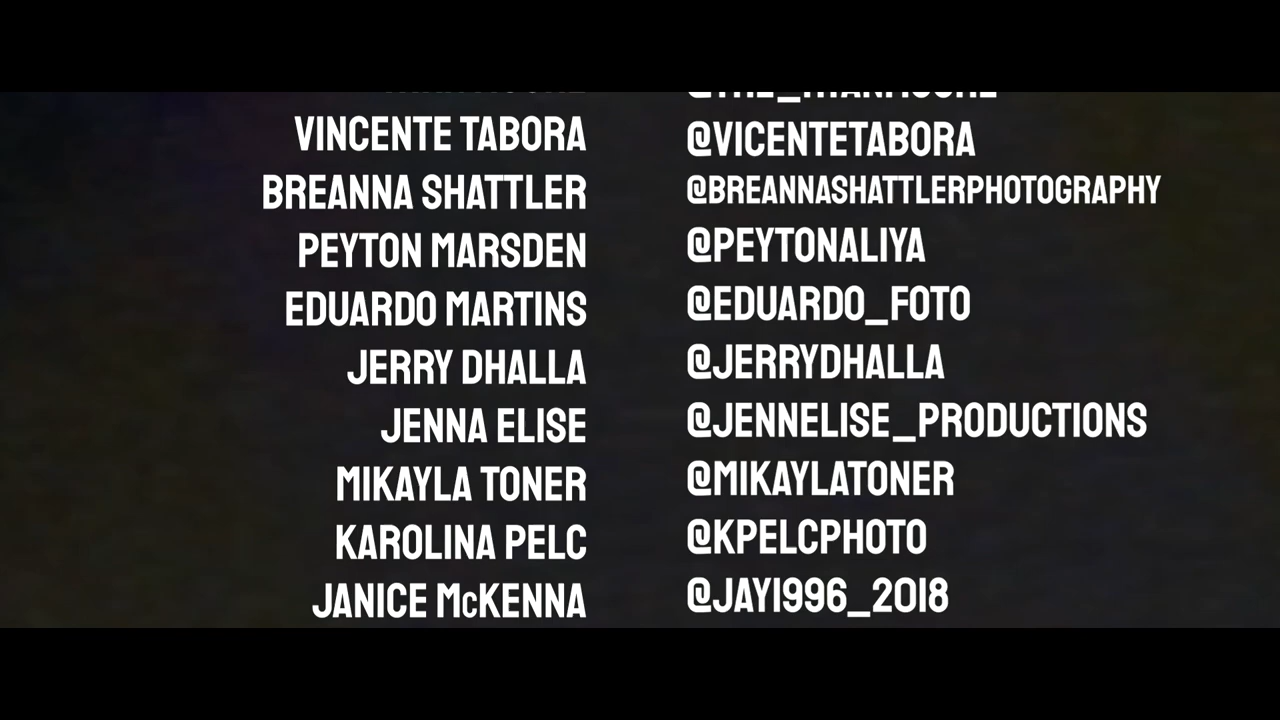 VINCENTE TABORA @VICENTETABORA
BREANNA SHATTLER @BREANNASHATTLERPHOTOGRAPHY
PEYTON MARSDEN @PEYTONALIYA
EDUARDO MARTINS @EDUARDO_FOTO
JERRY DHALLA @JERRYDHALLA
JENNA ELISE @JENNELISE_PRODUCTIONS
MIKAYLA TONER @MIKAYLATONER
KAROLINA PELC @KPELCPHOTO
JANICE McKENNA @JAY1996_2018